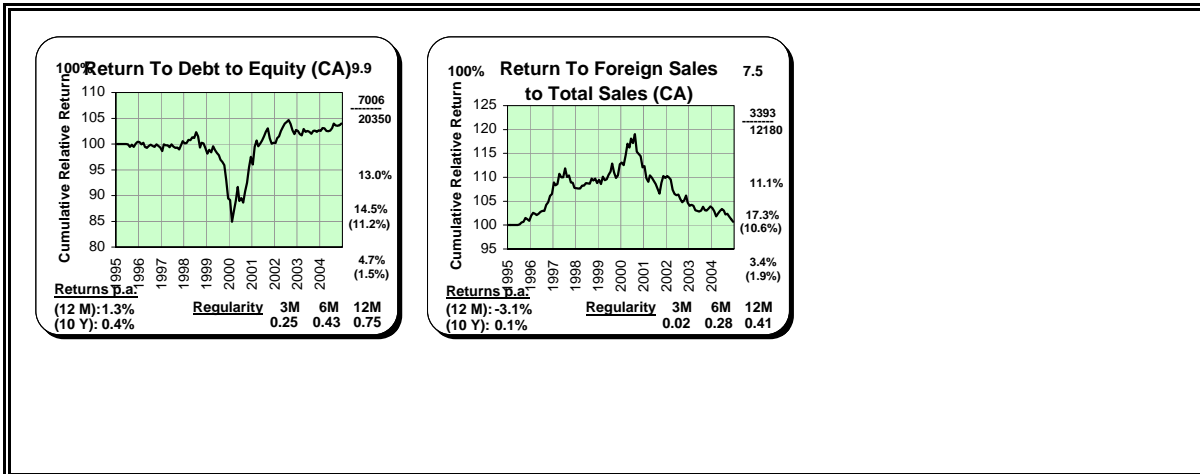 100% Return To Debt to Equity (CA) 9.9
Cumulative Relative Return
110
105
100
95
90
85
80
1995 1996 1997 1998 1999 2000 2001 2002 2003 2004
7006
--------
20350
13.0%
14.5%
(11.2%)
4.7%
(1.5%)
Returns p.a:
(12 M): 1.3%
(10 Y): 0.4%
Regularity 3M 6M 12M
0.25 0.43 0.75
100% Return To Foreign Sales 7.5
to Total Sales (CA)
Cumulative Relative Return
125
120
115
110
105
100
95
1995 1996 1997 1998 1999 2000 2001 2002 2003 2004
3393
--------
12180
11.1%
17.3%
(10.6%)
3.4%
(1.9%)
Returns p.a:
(12 M): -3.1%
(10 Y): 0.1%
Regularity 3M 6M 12M
0.02 0.28 0.41